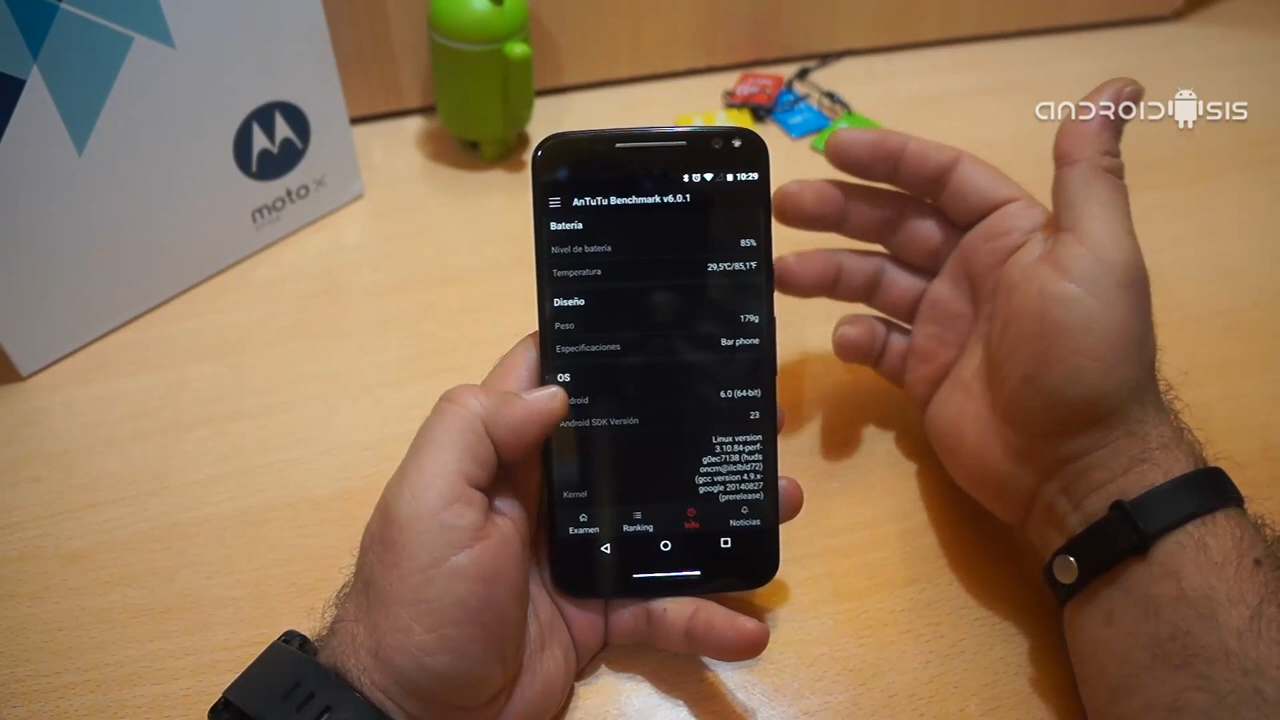 ANDROIDSIS
moto x
10:29
AnTuTu Benchmark v6.0.1
Batería
Nivel de batería 85%
Temperatura 29,5°C/85,1°F
Diseño
Peso 179g
Especificaciones Bar phone
OS
droid 6.0 (64-bit)
Android SDK Versión 23
Linux version
3.10.84-perf-
g0ec7138 (huds
oncm@ilclbld72)
(gcc version 4.9.x-
google 20140827
(prerelease)
Kernel
Examen Ranking Info Noticias